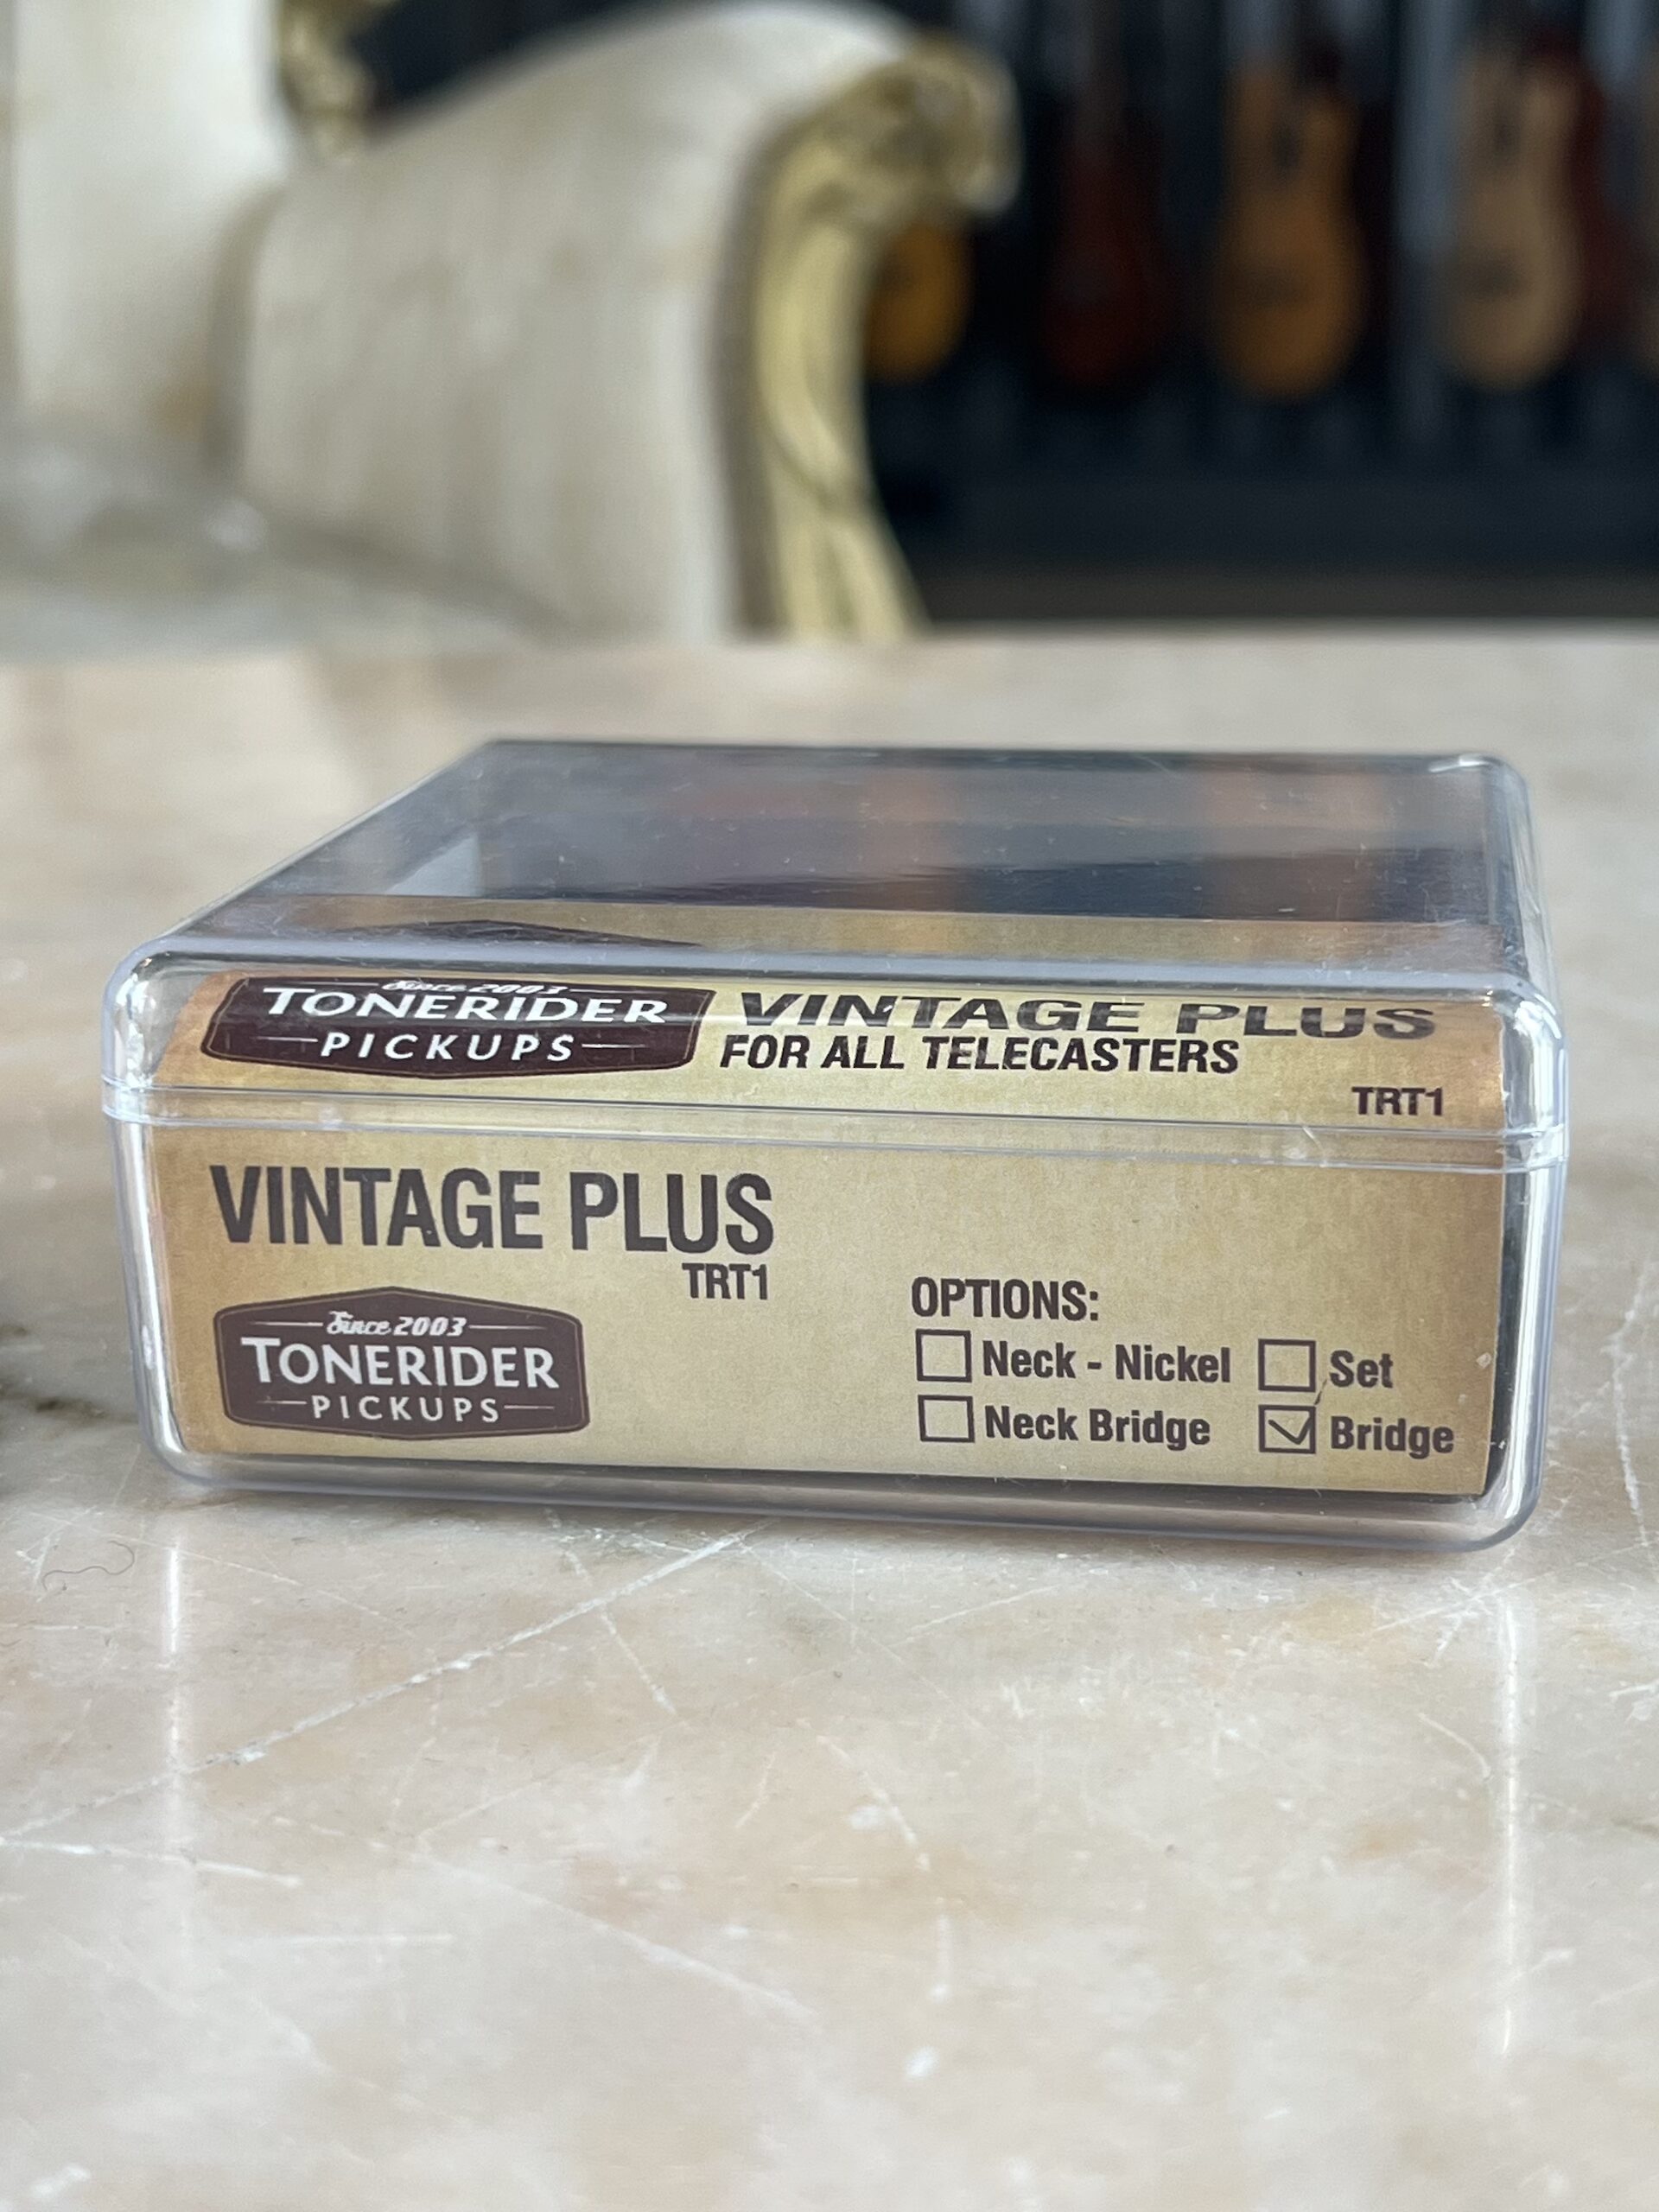 Since 2003
TONERIDER
PICKUPS
VINTAGE PLUS
FOR ALL TELECASTERS
TRT1
VINTAGE PLUS
TRT1
Since 2003
TONERIDER
PICKUPS
OPTIONS:
Neck - Nickel Set
Neck Bridge Bridge